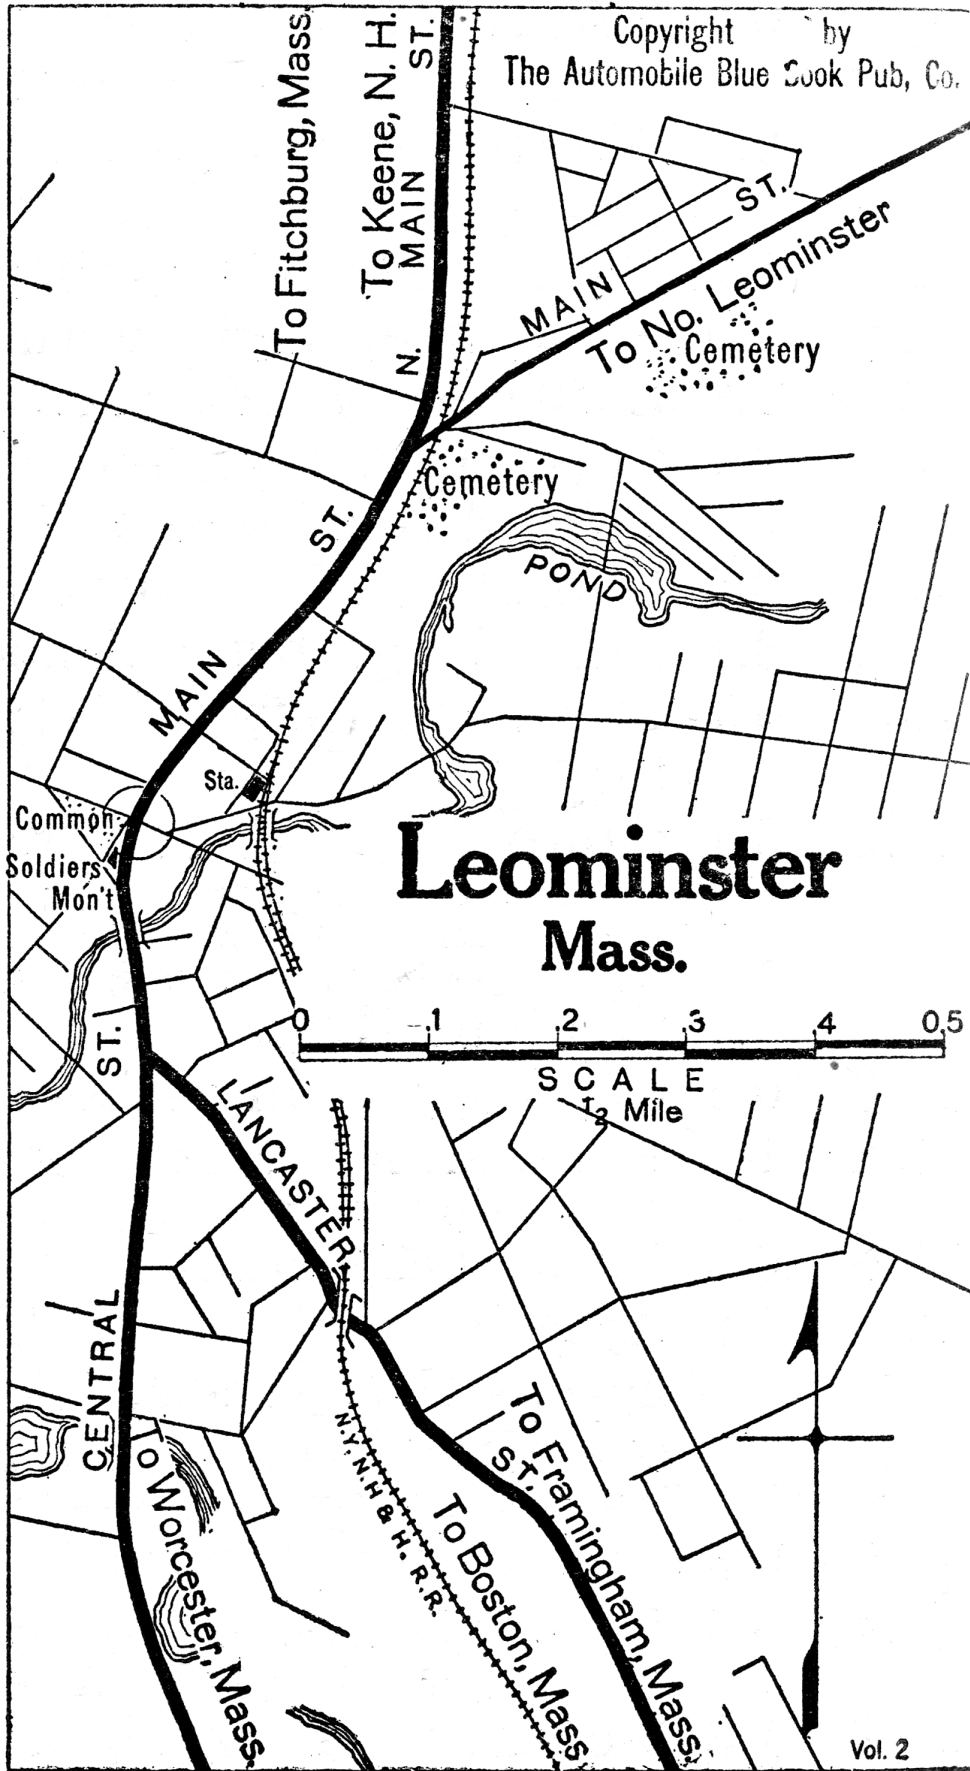 Copyright by
The Automobile Blue Book Pub, Co.
To Fitchburg, Mass.
To Keene, N. H.
N. MAIN ST.
MAIN ST.
To No. Leominster
Cemetery
Cemetery
POND
MAIN ST.
Sta.
Common
Soldiers
Mon't
Leominster
Mass.
0 .1 .2 .3 .4 0.5
SCALE
Mile
LANCASTER ST.
CENTRAL ST.
N.Y. N.H & H. R.R.
To Worcester, Mass.
To Boston, Mass.
To Framingham, Mass.
Vol. 2